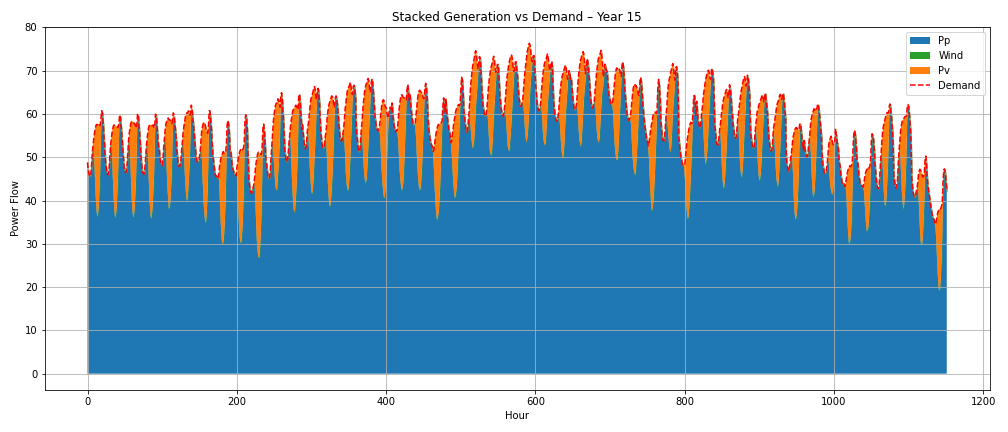 Stacked Generation vs Demand – Year 15
Pp
Wind
Pv
Demand
Power Flow
80
70
60
50
40
30
20
10
0
0 200 400 600 800 1000 1200
Hour